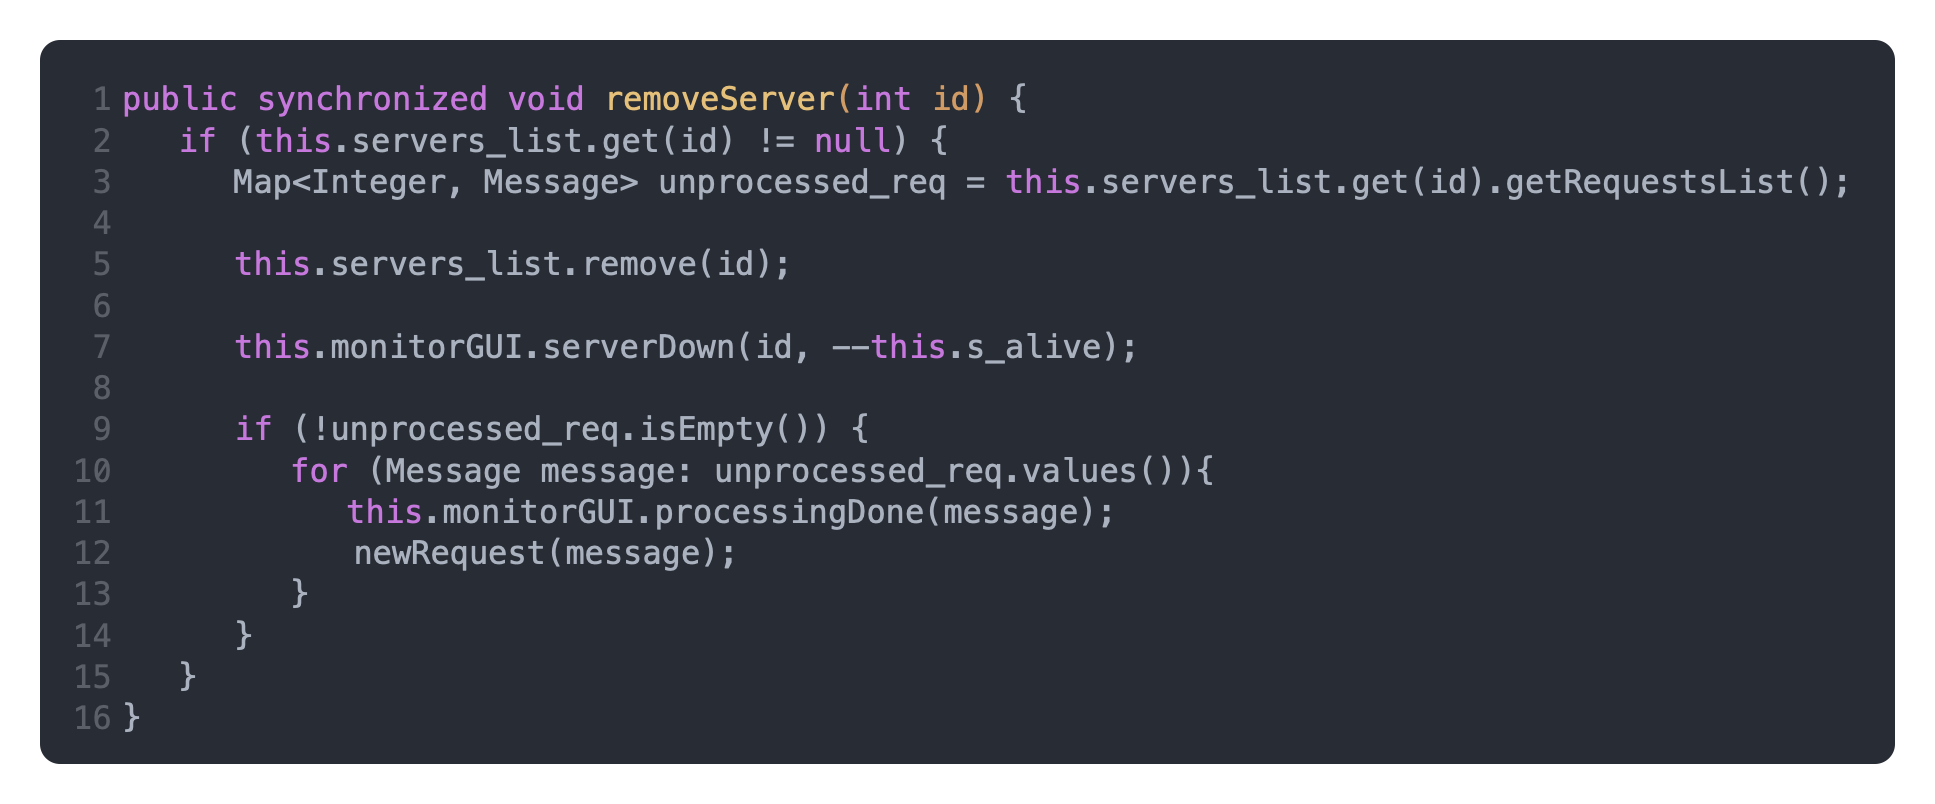 1 public synchronized void removeServer(int id) {
2 if (this.servers_list.get(id) != null) {
3 Map<Integer, Message> unprocessed_req = this.servers_list.get(id).getRequestsList();
4
5 this.servers_list.remove(id);
6
7 this.monitorGUI.serverDown(id, --this.s_alive);
8
9 if (!unprocessed_req.isEmpty()) {
10 for (Message message: unprocessed_req.values()){
11 this.monitorGUI.processingDone(message);
12 newRequest(message);
13 }
14 }
15 }
16 }